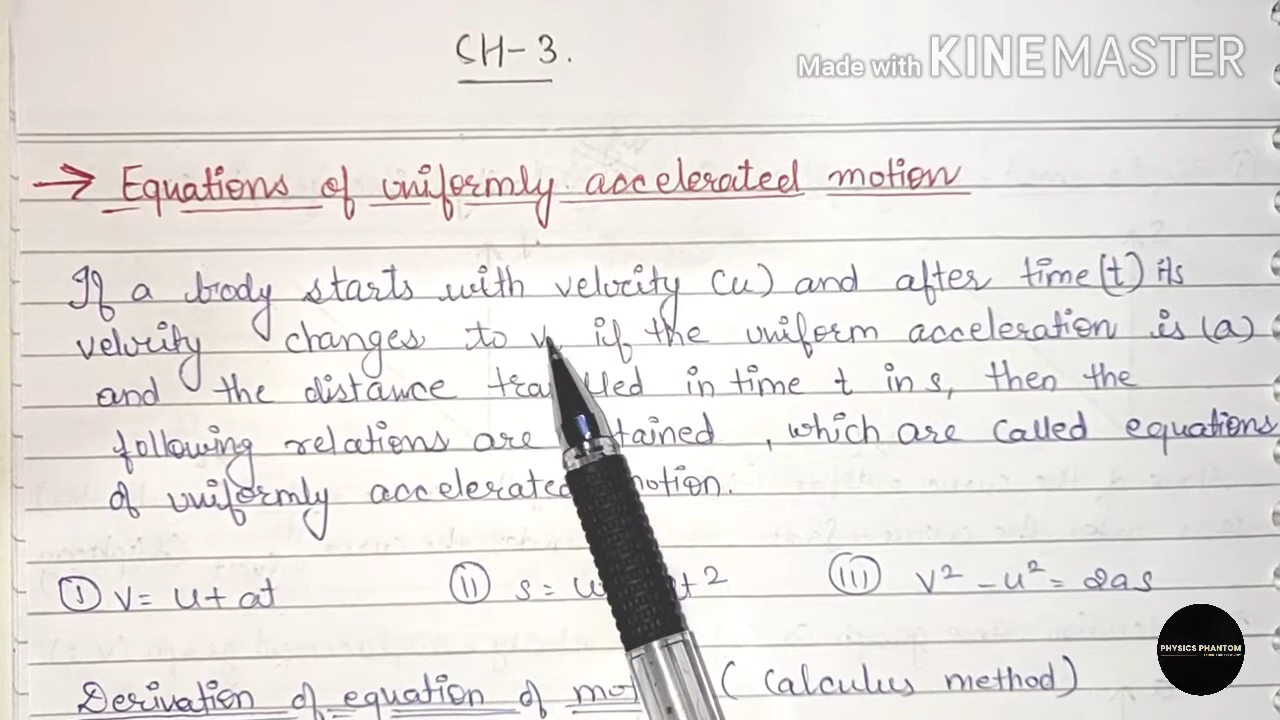 CH-3.
Made with KINEMASTER
→ Equations of uniformly accelerated motion
If a body starts with velocity (u) and after time (t) its
velocity changes to v, if the uniform acceleration is (a)
and the distance travelled in time t in s, then the
following relations are tained , which are called equations
of uniformly accelerated motion.
(I) v = u + at (II) s = t² (III) v² - u² = 2as
PHYSICS PHANTOM
Derivation of equation of mo (Calculus method)